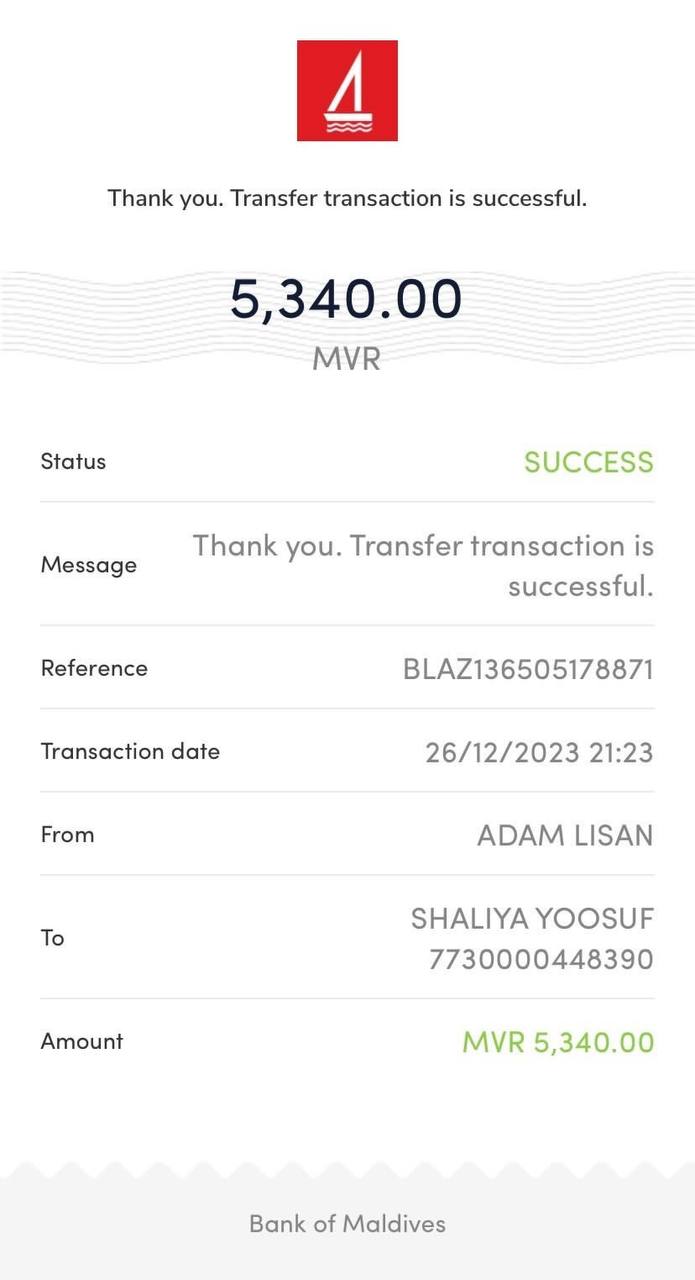 Thank you. Transfer transaction is successful.
5,340.00
MVR
Status SUCCESS
Message Thank you. Transfer transaction is
successful.
Reference BLAZ136505178871
Transaction date 26/12/2023 21:23
From ADAM LISAN
To SHALIYA YOOSUF
7730000448390
Amount MVR 5,340.00
Bank of Maldives